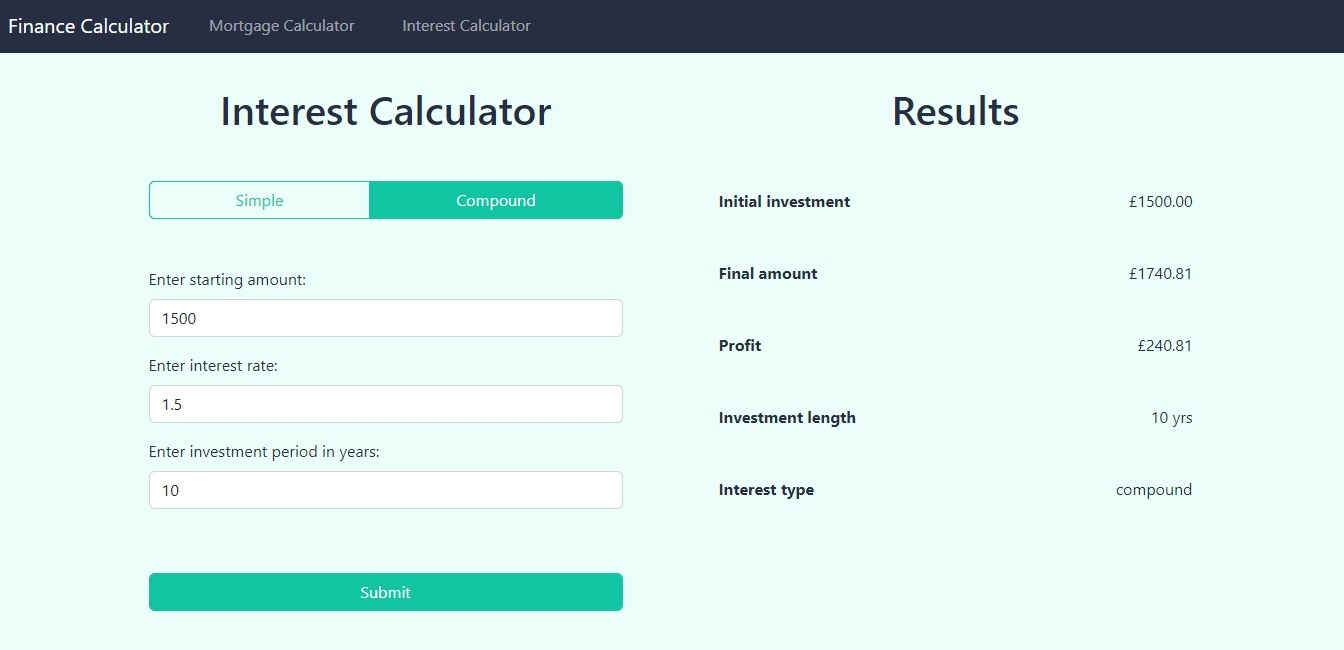 Finance Calculator Mortgage Calculator Interest Calculator
Interest Calculator
Simple Compound
Enter starting amount:
1500
Enter interest rate:
1.5
Enter investment period in years:
10
Submit
Results
Initial investment £1500.00
Final amount £1740.81
Profit £240.81
Investment length 10 yrs
Interest type compound